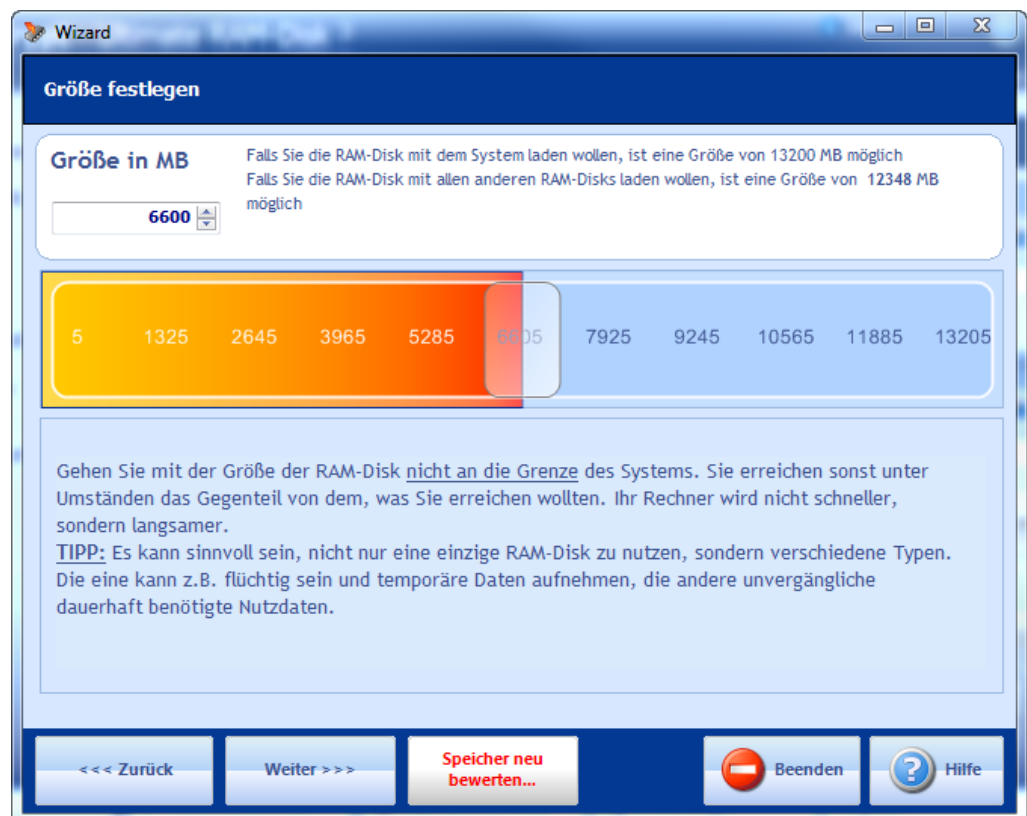 Wizard
Größe festlegen
Größe in MB
6600
Falls Sie die RAM-Disk mit dem System laden wollen, ist eine Größe von 13200 MB möglich
Falls Sie die RAM-Disk mit allen anderen RAM-Disks laden wollen, ist eine Größe von 12348 MB
möglich
5 1325 2645 3965 5285 6605 7925 9245 10565 11885 13205
Gehen Sie mit der Größe der RAM-Disk nicht an die Grenze des Systems. Sie erreichen sonst unter
Umständen das Gegenteil von dem, was Sie erreichen wollten. Ihr Rechner wird nicht schneller,
sondern langsamer.
TIPP: Es kann sinnvoll sein, nicht nur eine einzige RAM-Disk zu nutzen, sondern verschiedene Typen.
Die eine kann z.B. flüchtig sein und temporäre Daten aufnehmen, die andere unvergängliche
dauerhaft benötigte Nutzdaten.
<<< Zurück
Weiter >>>
Speicher neu
bewerten...
Beenden
Hilfe